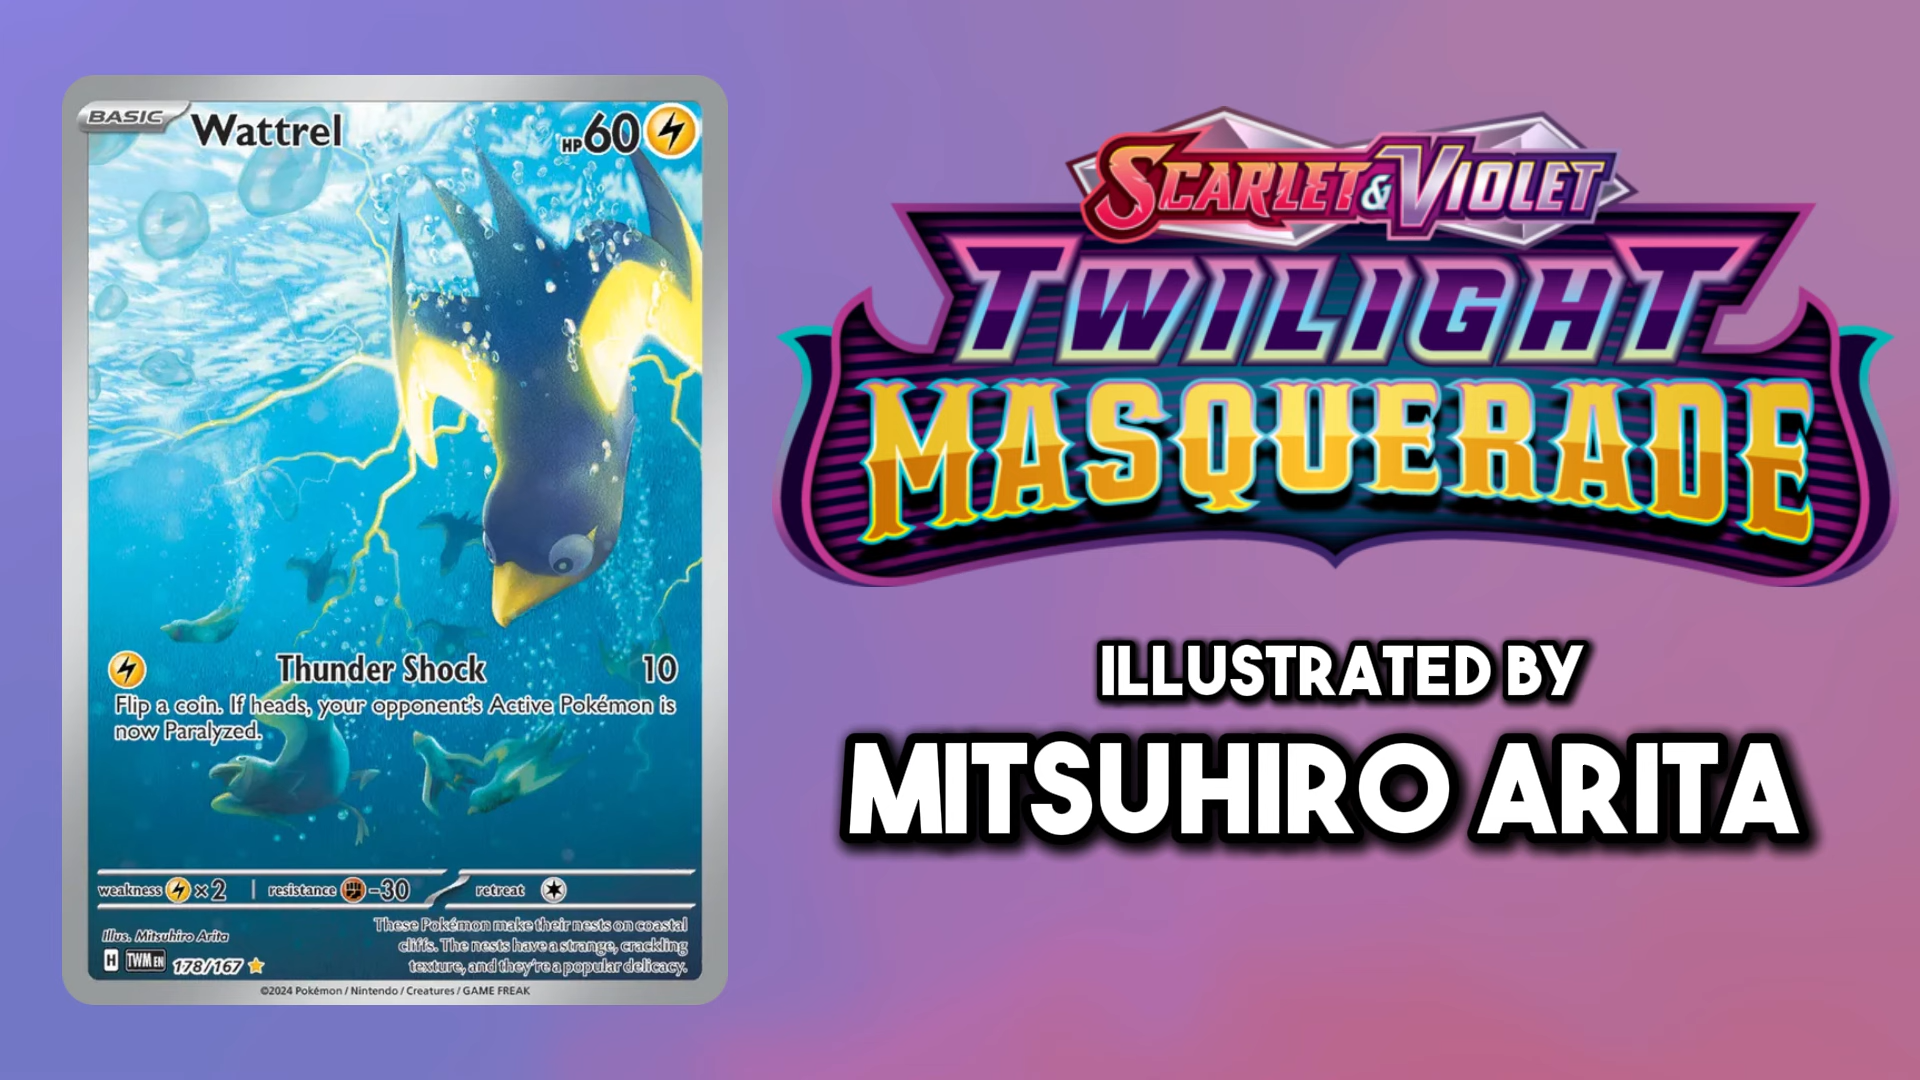 BASIC
Wattrel
HP60
Thunder Shock 10
Flip a coin. If heads, your opponent's Active Pokémon is
now Paralyzed.
weakness ×2 resistance -30 retreat
Illus. Mitsuhiro Arita
These Pokémon make their nests on coastal
cliffs. The nests have a strange, crackling
texture, and they're a popular delicacy.
H TWM EN 178/167
©2024 Pokémon / Nintendo / Creatures / GAME FREAK
SCARLET & VIOLET
TWILIGHT
MASQUERADE
ILLUSTRATED BY
MITSUHIRO ARITA